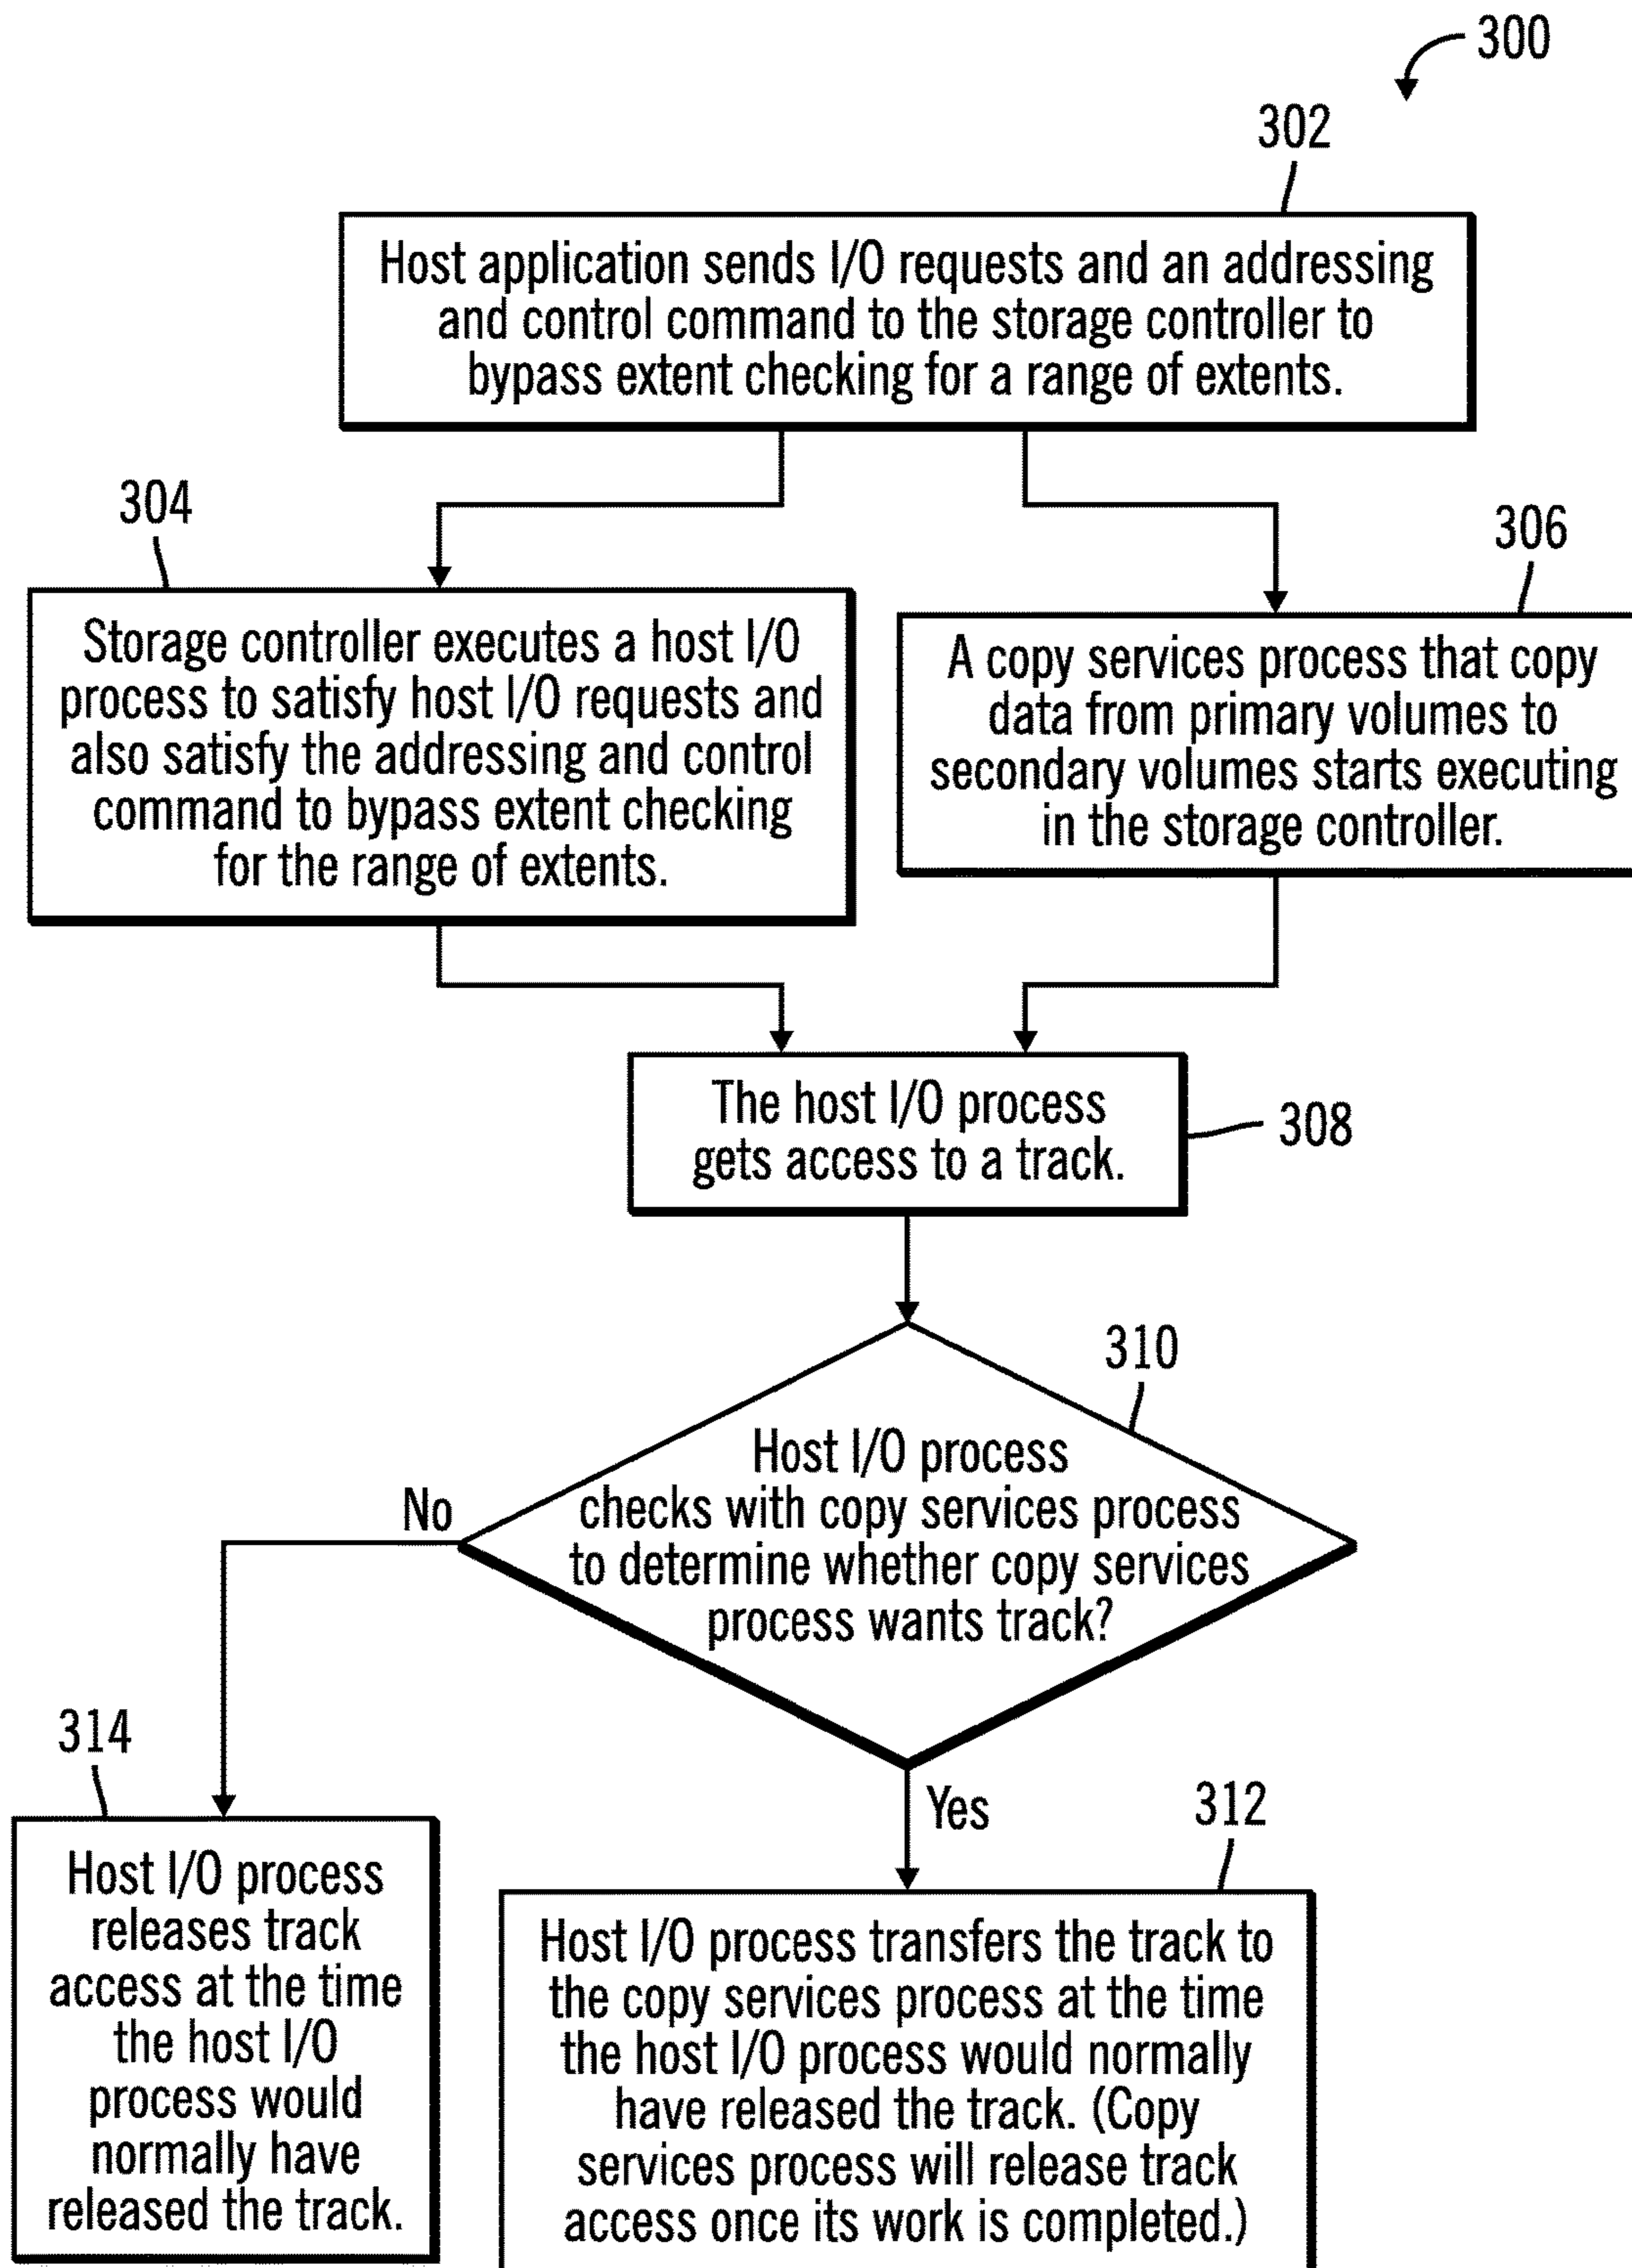 300
302
Host application sends I/O requests and an addressing
and control command to the storage controller to
bypass extent checking for a range of extents.
304
Storage controller executes a host I/O
process to satisfy host I/O requests and
also satisfy the addressing and control
command to bypass extent checking
for the range of extents.
306
A copy services process that copy
data from primary volumes to
secondary volumes starts executing
in the storage controller.
The host I/O process
gets access to a track.
308
310
Host I/O process
checks with copy services process
to determine whether copy services
process wants track?
No
Yes
314
Host I/O process
releases track
access at the time
the host I/O
process would
normally have
released the track.
312
Host I/O process transfers the track to
the copy services process at the time
the host I/O process would normally
have released the track. (Copy
services process will release track
access once its work is completed.)